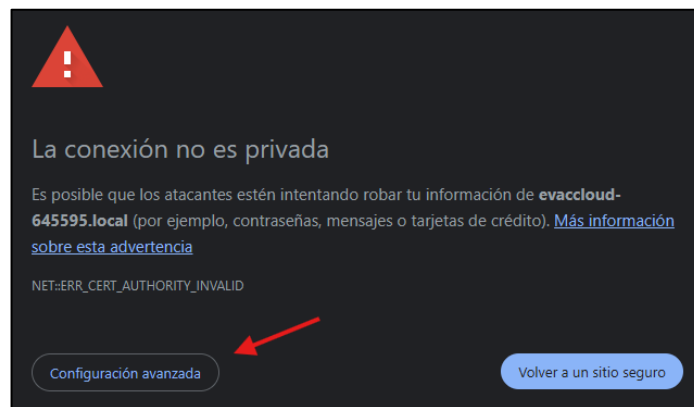 !
La conexión no es privada
Es posible que los atacantes estén intentando robar tu información de evaccloud-
645595.local (por ejemplo, contraseñas, mensajes o tarjetas de crédito). Más información
sobre esta advertencia
NET::ERR_CERT_AUTHORITY_INVALID
Configuración avanzada
Volver a un sitio seguro